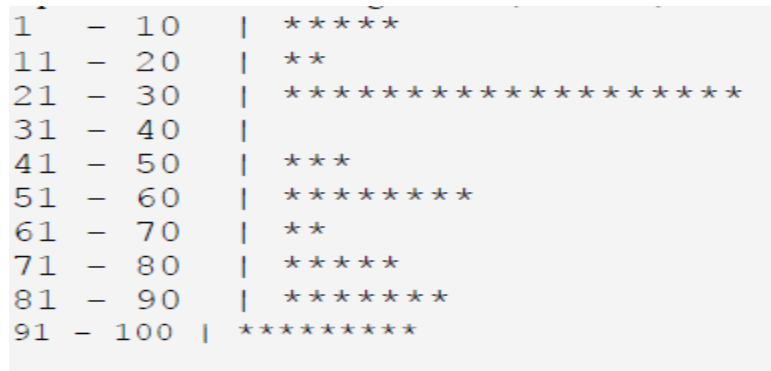 1   – 10   | *****
11 – 20   | **
21 – 30   | *******************
31 – 40   |
41 – 50   | ***
51 – 60   | ********
61 – 70   | **
71 – 80   | *****
81 – 90   | *******
91 – 100 | *********